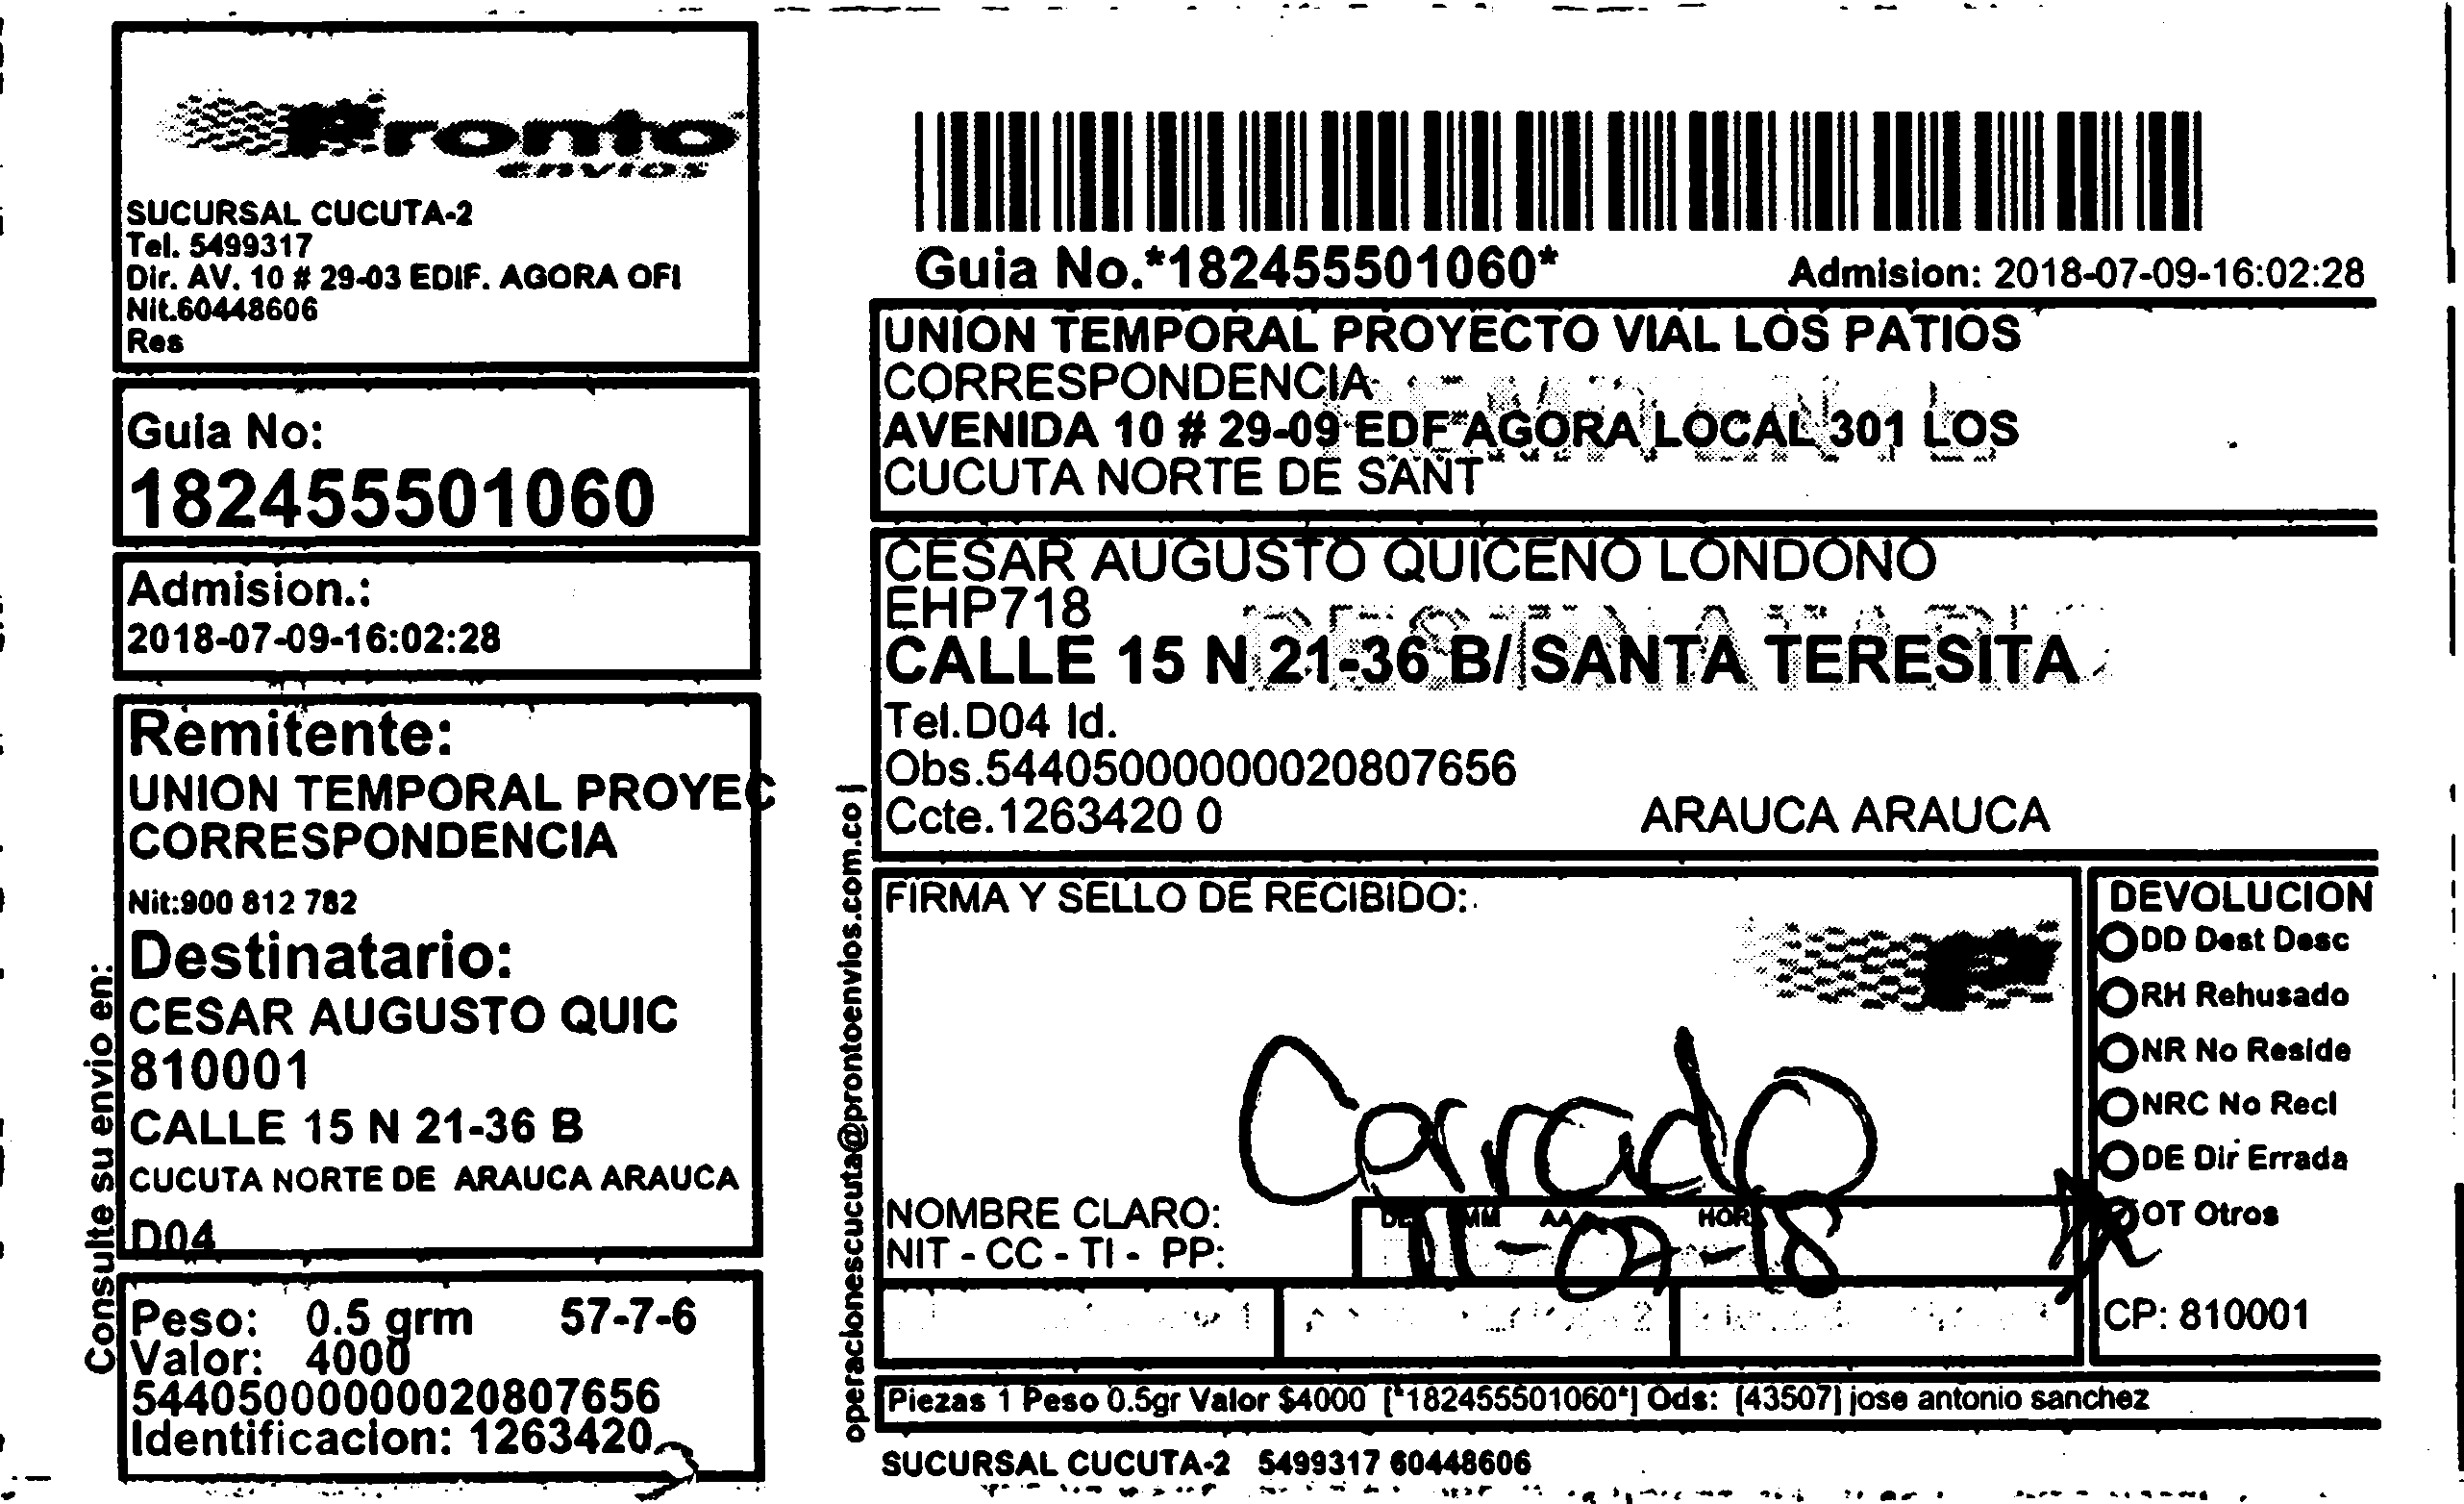 Pronto
envios
SUCURSAL CUCUTA-2
Tel. 5499317
Dir. AV. 10 # 29-03 EDIF. AGORA OFI
Nit.60448606
Res
Guia No:
182455501060
Admision.:
2018-07-09-16:02:28
Remitente:
UNION TEMPORAL PROYEC
CORRESPONDENCIA
Nit:900 812 782
Destinatario:
CESAR AUGUSTO QUIC
810001
CALLE 15 N 21-36 B
CUCUTA NORTE DE ARAUCA ARAUCA
D04
Peso: 0.5 grm 57-7-6
Valor: 4000
544050000000020807656
Identificacion: 1263420
Consulte su envio en:
operacionescucuta@prontoenvios.com.co |
Guia No.*182455501060*
Admision: 2018-07-09-16:02:28
UNION TEMPORAL PROYECTO VIAL LOS PATIOS
CORRESPONDENCIA
AVENIDA 10 # 29-09 EDF AGORA LOCAL 301 LOS
CUCUTA NORTE DE SANT
CESAR AUGUSTO QUICENO LONDONO
EHP718
DESTINATARIO
CALLE 15 N 21-36 B/ SANTA TERESITA
Tel.D04 Id.
Obs.544050000000020807656
Ccte.1263420 0
ARAUCA ARAUCA
FIRMA Y SELLO DE RECIBIDO:
Cerrado
NOMBRE CLARO:
NIT - CC - TI - PP:
MM AA HOR
11-07-18
DEVOLUCION
DD Dest Desc
RH Rehusado
NR No Reside
NRC No Recl
DE Dir Errada
OT Otros
CP: 810001
Piezas 1 Peso 0.5gr Valor $4000 [*182455501060*] Ods: [43507] jose antonio sanchez
SUCURSAL CUCUTA-2 5499317 60448606